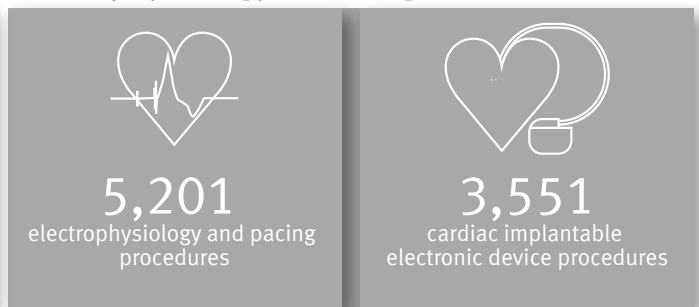 5,201
electrophysiology and pacing
procedures
3,551
cardiac implantable
electronic device procedures